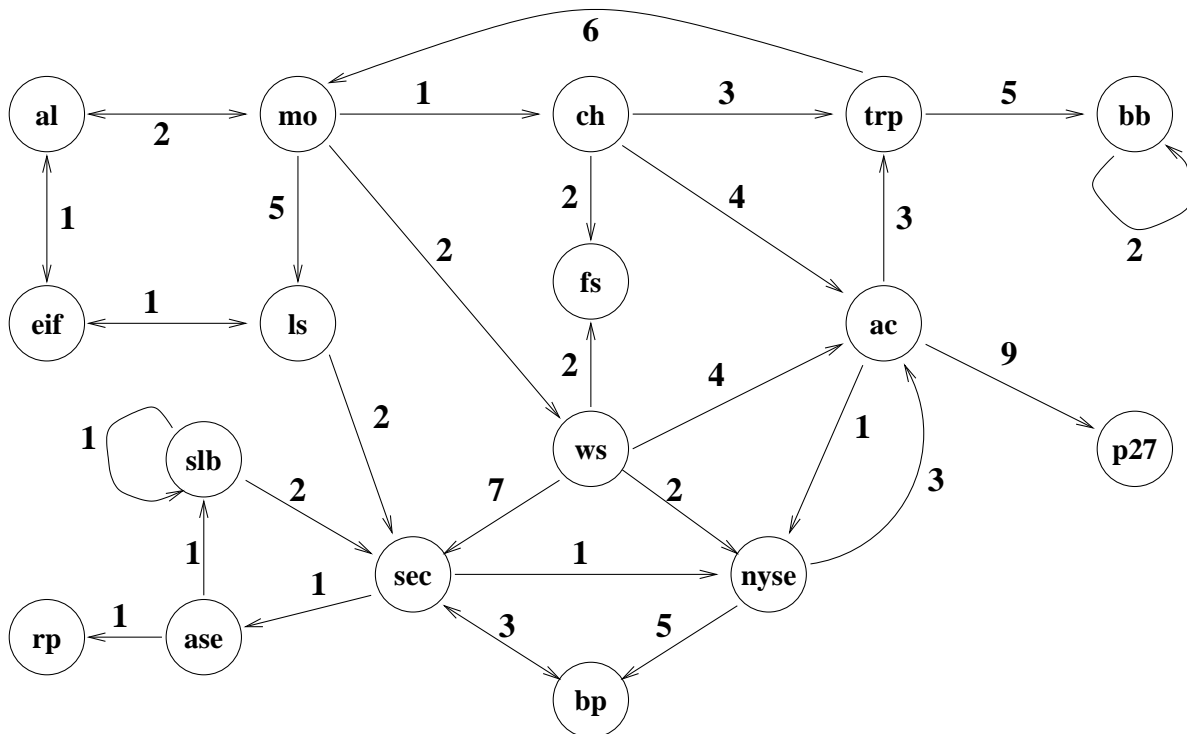 6
al 2 mo 1 ch 3 trp 5 bb
1 5 2 2 4 3 2
eif 1 ls fs ac 9
2 2 4 1 p27
1 slb 2 7 ws 2 3
1 sec 1 nyse
1 3 5
rp 1 ase bp